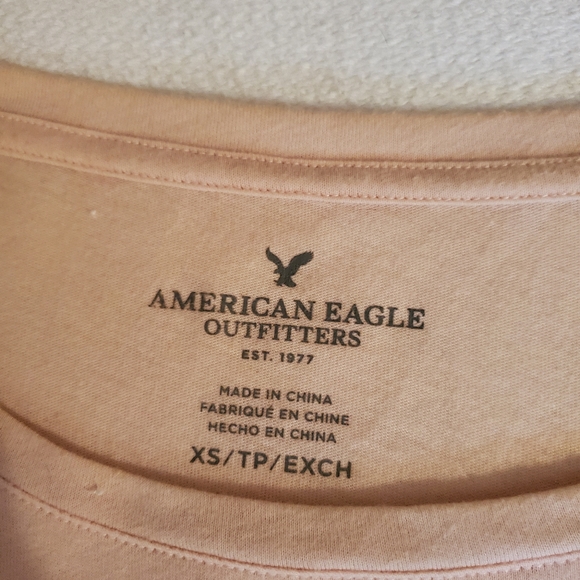 AMERICAN EAGLE
OUTFITTERS
EST. 1977
MADE IN CHINA
FABRIQUÉ EN CHINE
HECHO EN CHINA
XS/TP/EXCH